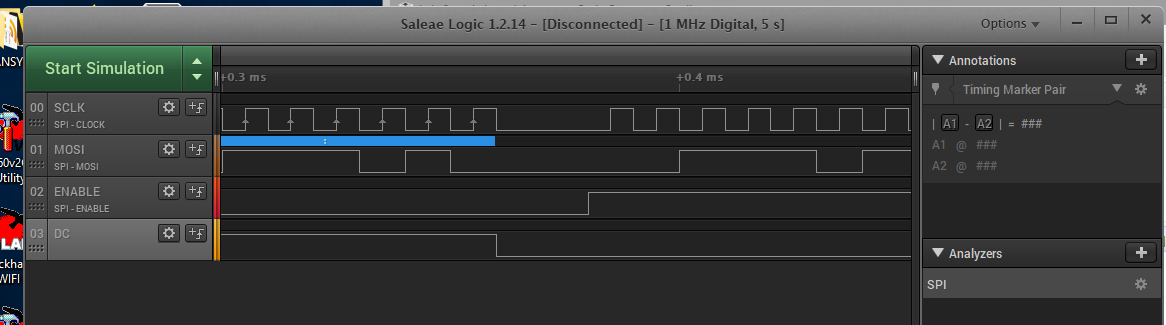 Saleae Logic 1.2.14 - [Disconnected] - [1 MHz Digital, 5 s]
Options
ANSY
Start Simulation
+0.3 ms
+0.4 ms
Annotations
Timing Marker Pair
00 SCLK
SPI - CLOCK
| A1 - A2 | = ###
A1 @ ###
A2 @ ###
01 MOSI
SPI - MOSI
60v20
Utility
02 ENABLE
SPI - ENABLE
03 DC
LA
ckha
WIFI
Analyzers
SPI